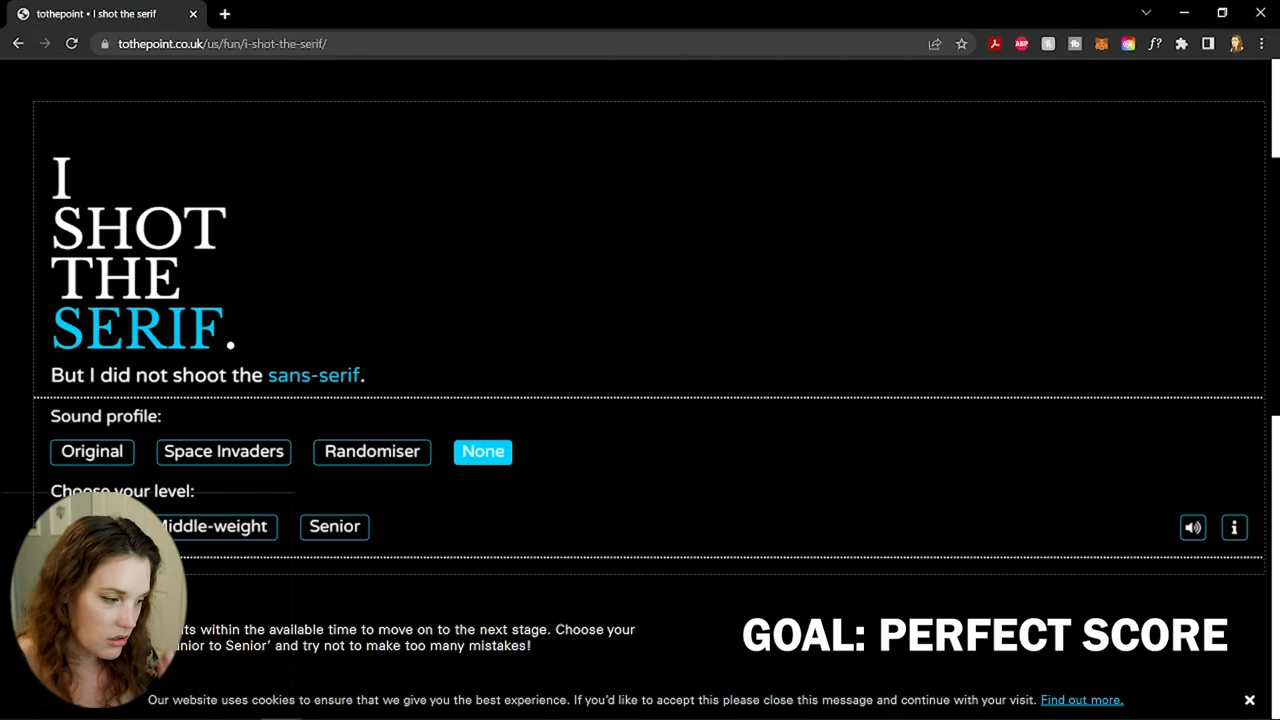 tothepoint • I shot the serif
tothepoint.co.uk/us/fun/i-shot-the-serif/
ABP
f?
I
SHOT
THE
SERIF.
But I did not shoot the sans-serif.
Sound profile:
Original Space Invaders Randomiser None
Choose your level:
Middle-weight Senior
within the available time to move on to the next stage. Choose your
to Senior' and try not to make too many mistakes!
GOAL: PERFECT SCORE
Our website uses cookies to ensure that we give you the best experience. If you'd like to accept this please close this message and continue with your visit. Find out more.